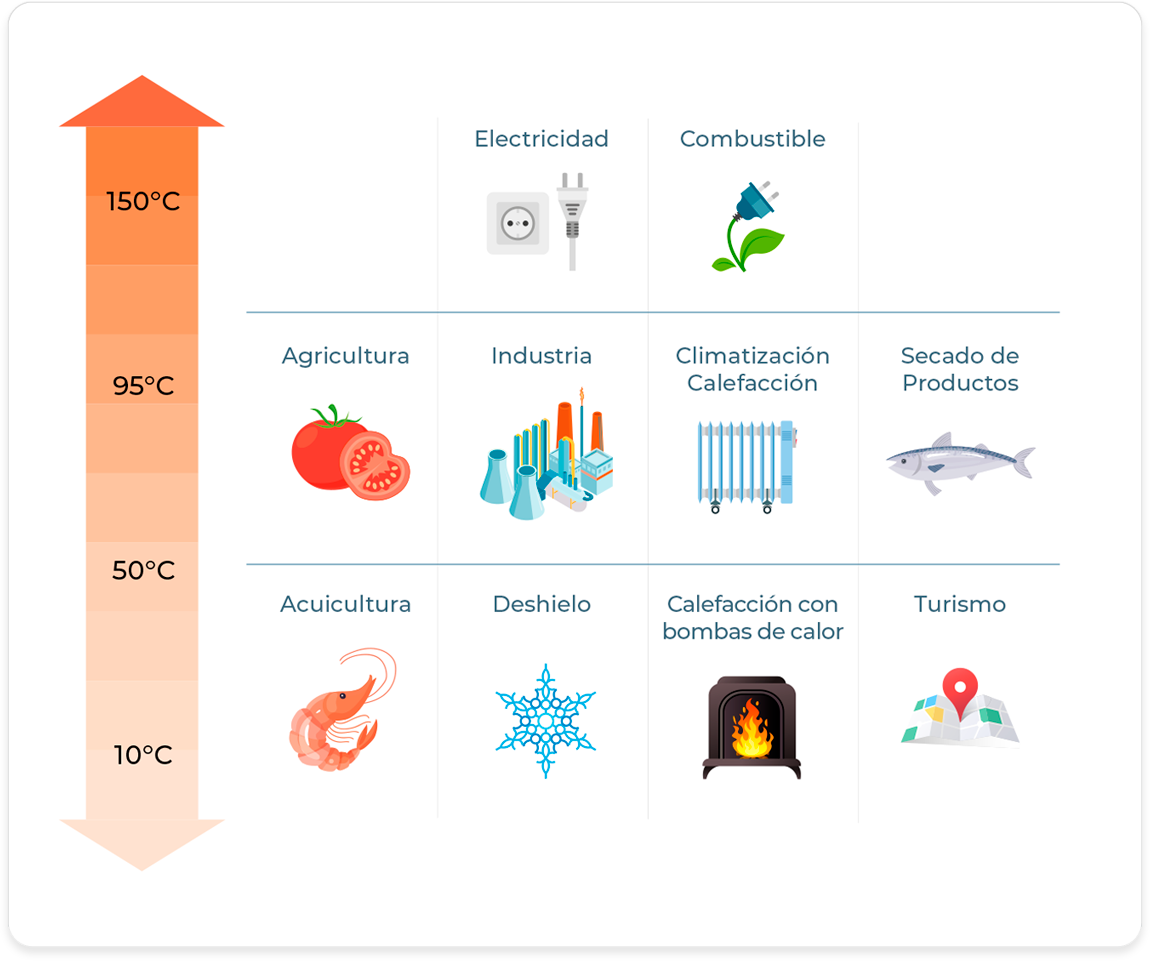 Electricidad
Combustible
150°C
Agricultura
Industria
Climatización
Calefacción
Secado de
Productos
95°C
50°C
Acuicultura
Deshielo
Calefacción con
bombas de calor
Turismo
10°C